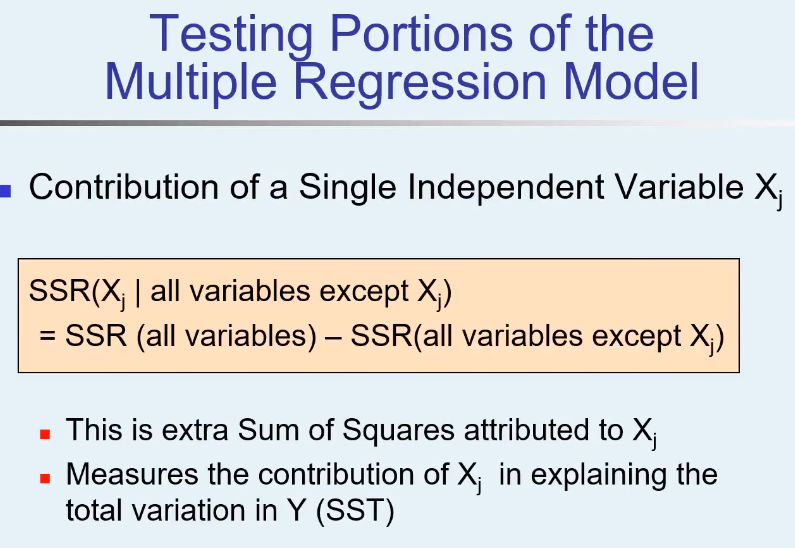 Testing Portions of the
Multiple Regression Model
Contribution of a Single Independent Variable Xj
SSR(Xj | all variables except Xj)
= SSR (all variables) – SSR(all variables except Xj)
This is extra Sum of Squares attributed to Xj
Measures the contribution of Xj in explaining the
total variation in Y (SST)